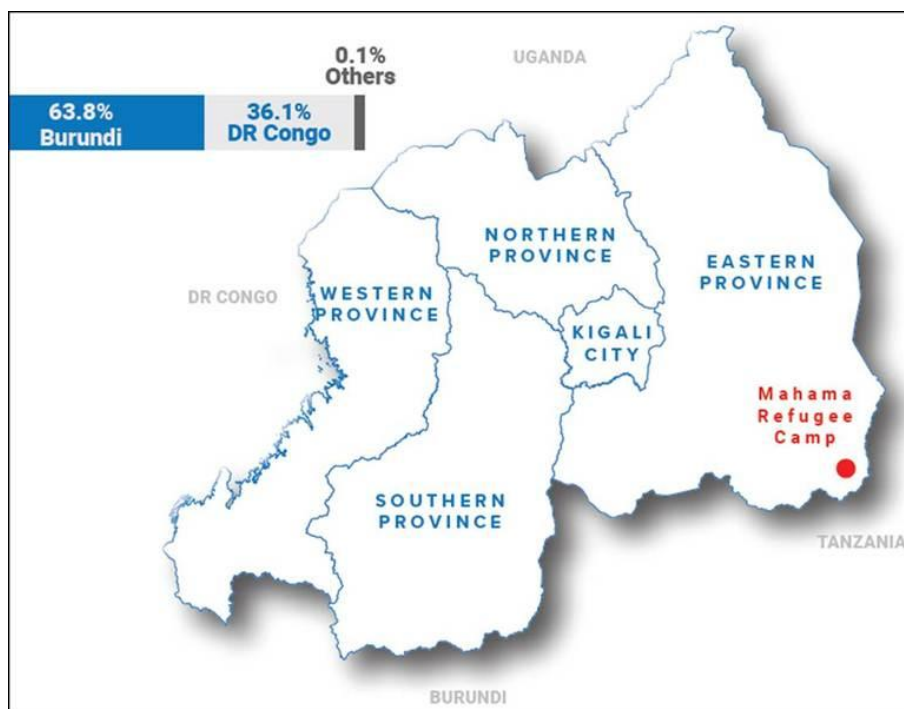 UGANDA
0.1%
Others
63.8%
Burundi
36.1%
DR Congo
NORTHERN
PROVINCE
EASTERN
PROVINCE
DR CONGO
WESTERN
PROVINCE
KIGALI
CITY
Mahama
Refugee
Camp
SOUTHERN
PROVINCE
TANZANIA
BURUNDI